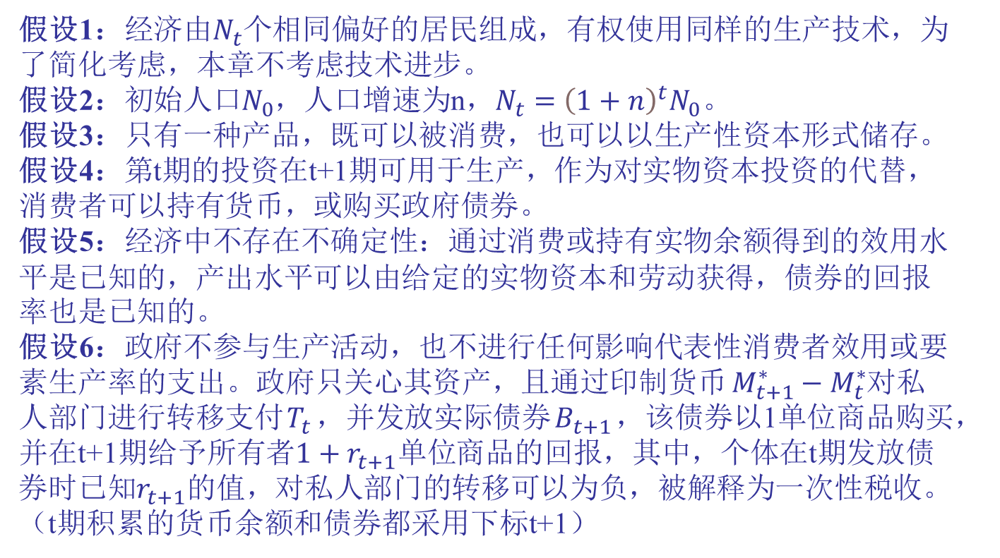 假设1：经济由$N_t$个相同偏好的居民组成，有权使用同样的生产技术，为
了简化考虑，本章不考虑技术进步。
假设2：初始人口$N_0$，人口增速为n，$N_t = (1 + n)^t N_0$。
假设3：只有一种产品，既可以被消费，也可以以生产性资本形式储存。
假设4：第t期的投资在t+1期可用于生产，作为对实物资本投资的代替，
消费者可以持有货币，或购买政府债券。
假设5：经济中不存在不确定性：通过消费或持有实物余额得到的效用水
平是已知的，产出水平可以由给定的实物资本和劳动获得，债券的回报
率也是已知的。
假设6：政府不参与生产活动，也不进行任何影响代表性消费者效用或要
素生产率的支出。政府只关心其资产，且通过印制货币$M_{t+1}^* - M_t^*$对私
人部门进行转移支付$T_t$，并发放实际债券$B_{t+1}$，该债券以1单位商品购买，
并在t+1期给予所有者$1 + r_{t+1}$单位商品的回报，其中，个体在t期发放债
券时已知$r_{t+1}$的值，对私人部门的转移可以为负，被解释为一次性税收。
（t期积累的货币余额和债券都采用下标t+1）